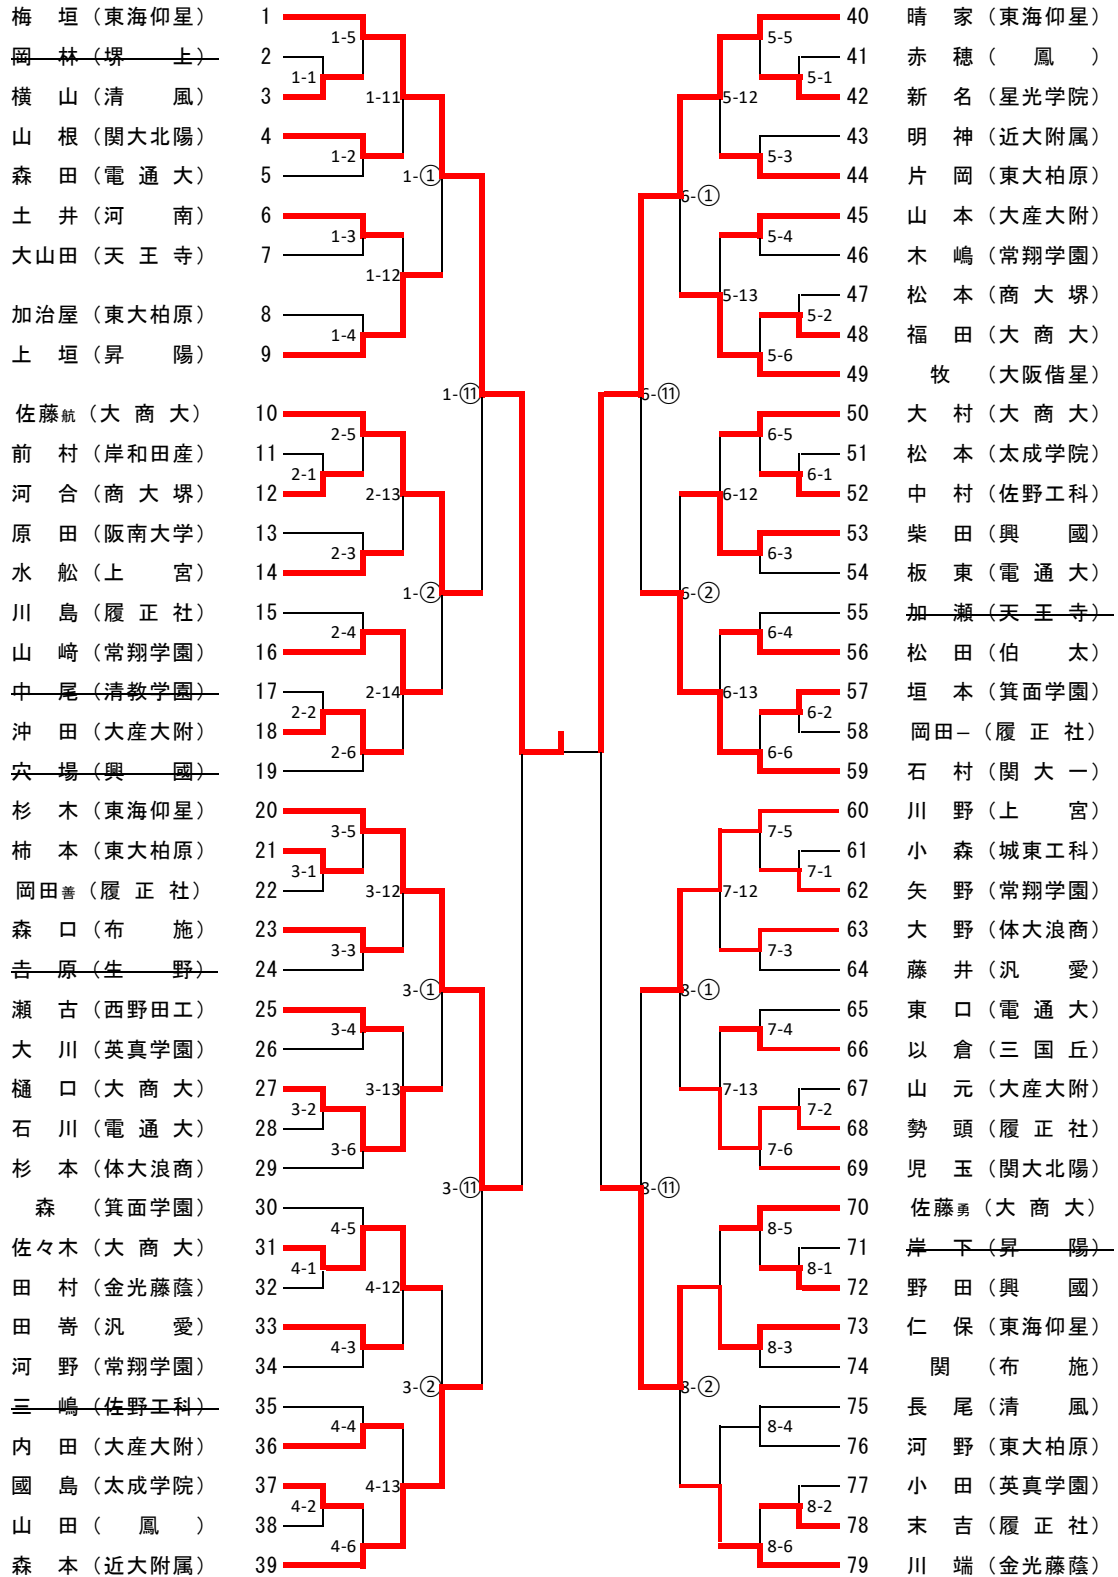 梅垣（東海仰星） 1
岡林（堺上） 2
横山（清風） 3
山根（関大北陽） 4
森田（電通大） 5
土井（河南） 6
大山田（天王寺） 7
加治屋（東大柏原） 8
上垣（昇陽） 9
佐藤航（大商大） 10
前村（岸和田産） 11
河合（商大堺） 12
原田（阪南大学） 13
水舩（上宮） 14
川島（履正社） 15
山﨑（常翔学園） 16
中尾（清教学園） 17
沖田（大産大附） 18
穴場（興國） 19
杉木（東海仰星） 20
柿本（東大柏原） 21
岡田善（履正社） 22
森口（布施） 23
吉原（生野） 24
瀬古（西野田工） 25
大川（英真学園） 26
樋口（大商大） 27
石川（電通大） 28
杉本（体大浪商） 29
森（箕面学園） 30
佐々木（大商大） 31
田村（金光藤蔭） 32
田嵜（汎愛） 33
河野（常翔学園） 34
三嶋（佐野工科） 35
内田（大産大附） 36
國島（太成学院） 37
山田（鳳） 38
森本（近大附属） 39
1-5
1-1
1-11
1-2
1-①
1-3
1-12
1-4
1-⑪
2-5
2-1
2-13
2-3
1-②
2-4
2-14
2-2
2-6
3-5
3-1
3-12
3-3
3-①
3-4
3-13
3-2
3-6
3-⑪
4-5
4-1
4-12
4-3
3-②
4-4
4-13
4-2
4-6
5-5
5-1
5-12
5-3
6-①
5-4
5-13
5-2
5-6
6-⑪
6-5
6-1
6-12
6-3
6-②
6-4
6-13
6-2
6-6
7-5
7-1
7-12
7-3
8-①
7-4
7-13
7-2
7-6
8-⑪
8-5
8-1
8-3
8-②
8-4
8-2
8-6
40 晴家（東海仰星）
41 赤穂（鳳）
42 新名（星光学院）
43 明神（近大附属）
44 片岡（東大柏原）
45 山本（大産大附）
46 木嶋（常翔学園）
47 松本（商大堺）
48 福田（大商大）
49 牧（大阪偕星）
50 大村（大商大）
51 松本（太成学院）
52 中村（佐野工科）
53 柴田（興國）
54 板東（電通大）
55 加瀬（天王寺）
56 松田（伯太）
57 垣本（箕面学園）
58 岡田一（履正社）
59 石村（関大一）
60 川野（上宮）
61 小森（城東工科）
62 矢野（常翔学園）
63 大野（体大浪商）
64 藤井（汎愛）
65 東口（電通大）
66 以倉（三国丘）
67 山元（大産大附）
68 勢頭（履正社）
69 児玉（関大北陽）
70 佐藤勇（大商大）
71 岸下（昇陽）
72 野田（興國）
73 仁保（東海仰星）
74 関（布施）
75 長尾（清風）
76 河野（東大柏原）
77 小田（英真学園）
78 末吉（履正社）
79 川端（金光藤蔭）